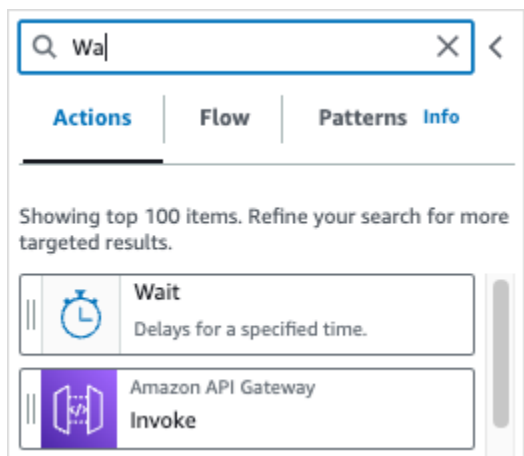 Wa
Actions Flow Patterns Info
Showing top 100 items. Refine your search for more
targeted results.
Wait
Delays for a specified time.
Amazon API Gateway
Invoke